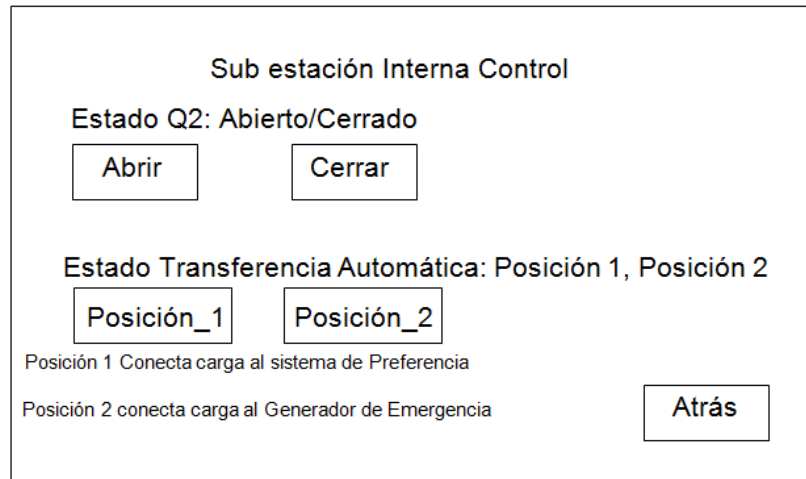 Sub estación Interna Control
Estado Q2: Abierto/Cerrado
Abrir Cerrar
Estado Transferencia Automática: Posición 1, Posición 2
Posición_1 Posición_2
Posición 1 Conecta carga al sistema de Preferencia
Posición 2 conecta carga al Generador de Emergencia
Atrás